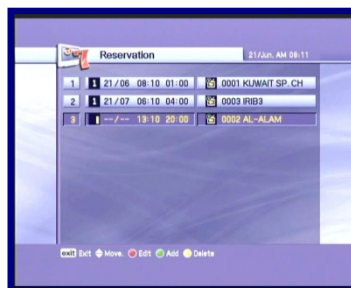 Reservation 21/Jun. AM 08:11
1 1 21/06 08:10 01:00 0001 KUWAIT SP. CH
2 1 21/07 06:10 04:00 0003 IRIB3
3 --/-- 13:10 20:00 0002 AL-ALAM
exit Exit Move. Edit Add Delete